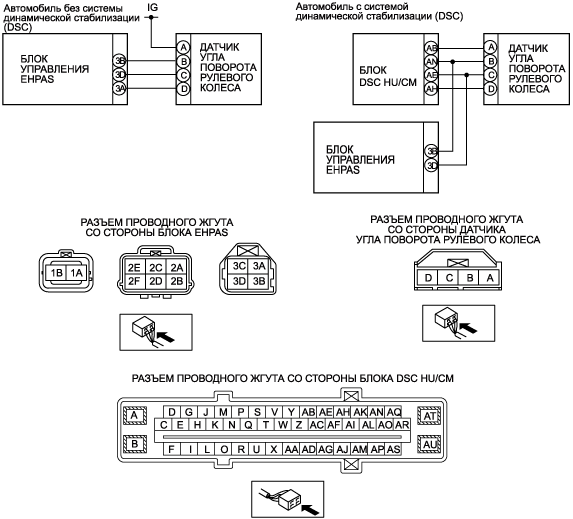 Автомобиль без системы
динамической стабилизации
(DSC)
IG
БЛОК
УПРАВЛЕНИЯ
EHPAS
3B
3D
3A
A
B
C
D
ДАТЧИК
УГЛА
ПОВОРОТА
РУЛЕВОГО
КОЛЕСА
Автомобиль с системой
динамической стабилизации (DSC)
БЛОК
DSC HU/CM
AB
AN
AE
AH
A
B
C
D
ДАТЧИК
УГЛА
ПОВОРОТА
РУЛЕВОГО
КОЛЕСА
БЛОК
УПРАВЛЕНИЯ
EHPAS
3B
3D
РАЗЪЕМ ПРОВОДНОГО ЖГУТА
СО СТОРОНЫ БЛОКА EHPAS
1B 1A
2E 2C 2A
2F 2D 2B
3C 3A
3D 3B
РАЗЪЕМ ПРОВОДНОГО ЖГУТА
СО СТОРОНЫ ДАТЧИКА
УГЛА ПОВОРОТА РУЛЕВОГО КОЛЕСА
D C B A
РАЗЪЕМ ПРОВОДНОГО ЖГУТА СО СТОРОНЫ БЛОКА DSC HU/CM
A D G J M P S V Y AB AE AH AK AN AQ AT
C E H K N Q T W Z AC AF AI AL AO AR
B F I L O R U X AA AD AG AJ AM AP AS AU